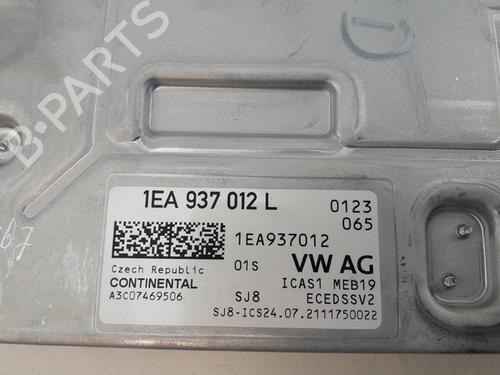 B-PARTS
1EA 937 012 L
0123
065
1EA937012
Czech Republic
01S
VW AG
CONTINENTAL
ICAS1 MEB19
A3C07469506
SJ8
ECEDSSV2
SJ8-ICS24.07.2111750022